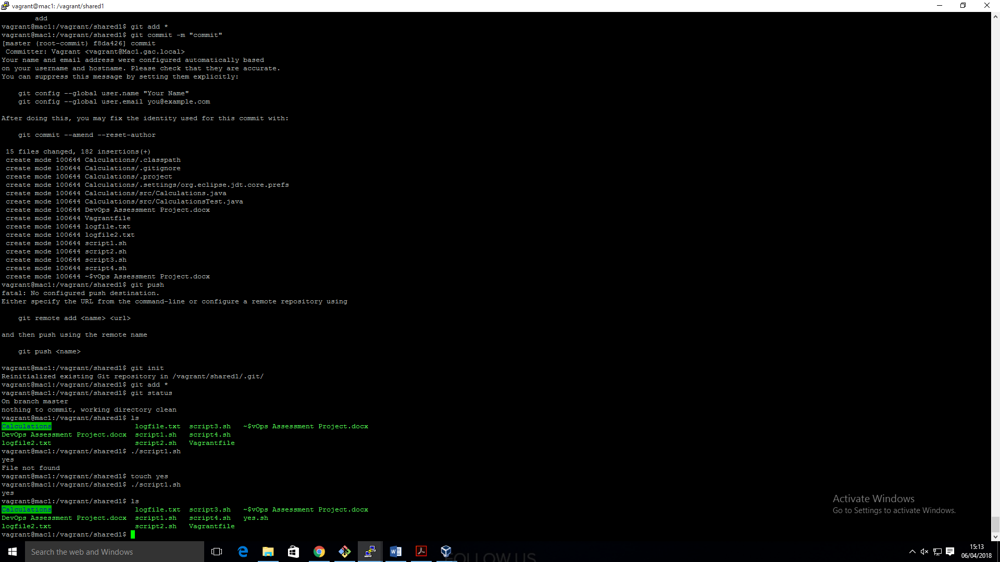 vagrant@mac1: /vagrant/shared1
        add
vagrant@mac1:/vagrant/shared1$ git add *
vagrant@mac1:/vagrant/shared1$ git commit -m "commit"
[master (root-commit) f8da426] commit
 Committer: Vagrant <vagrant@Mac1.gac.local>
Your name and email address were configured automatically based
on your username and hostname. Please check that they are accurate.
You can suppress this message by setting them explicitly:
    git config --global user.name "Your Name"
    git config --global user.email you@example.com
After doing this, you may fix the identity used for this commit with:
    git commit --amend --reset-author
 15 files changed, 182 insertions(+)
 create mode 100644 Calculations/.classpath
 create mode 100644 Calculations/.gitignore
 create mode 100644 Calculations/.project
 create mode 100644 Calculations/.settings/org.eclipse.jdt.core.prefs
 create mode 100644 Calculations/src/Calculations.java
 create mode 100644 Calculations/src/CalculationsTest.java
 create mode 100644 DevOps Assessment Project.docx
 create mode 100644 Vagrantfile
 create mode 100644 logfile.txt
 create mode 100644 logfile2.txt
 create mode 100644 script1.sh
 create mode 100644 script2.sh
 create mode 100644 script3.sh
 create mode 100644 script4.sh
 create mode 100644 ~$vOps Assessment Project.docx
vagrant@mac1:/vagrant/shared1$ git push
fatal: No configured push destination.
Either specify the URL from the command-line or configure a remote repository using
    git remote add <name> <url>
and then push using the remote name
    git push <name>
vagrant@mac1:/vagrant/shared1$ git init
Reinitialized existing Git repository in /vagrant/shared1/.git/
vagrant@mac1:/vagrant/shared1$ git add *
vagrant@mac1:/vagrant/shared1$ git status
On branch master
nothing to commit, working directory clean
vagrant@mac1:/vagrant/shared1$ ls
Calculations                    logfile.txt  script3.sh   ~$vOps Assessment Project.docx
DevOps Assessment Project.docx  script1.sh   script4.sh
logfile2.txt                    script2.sh   Vagrantfile
vagrant@mac1:/vagrant/shared1$ ./script1.sh
yes
File not found
vagrant@mac1:/vagrant/shared1$ touch yes
vagrant@mac1:/vagrant/shared1$ ./script1.sh
yes
vagrant@mac1:/vagrant/shared1$ ls
Calculations                    logfile.txt  script3.sh   ~$vOps Assessment Project.docx
DevOps Assessment Project.docx  script1.sh   script4.sh   yes.sh
logfile2.txt                    script2.sh   Vagrantfile
vagrant@mac1:/vagrant/shared1$
Activate Windows
Go to Settings to activate Windows.
Search the web and Windows
FOLLOW US
15:13
06/04/2018